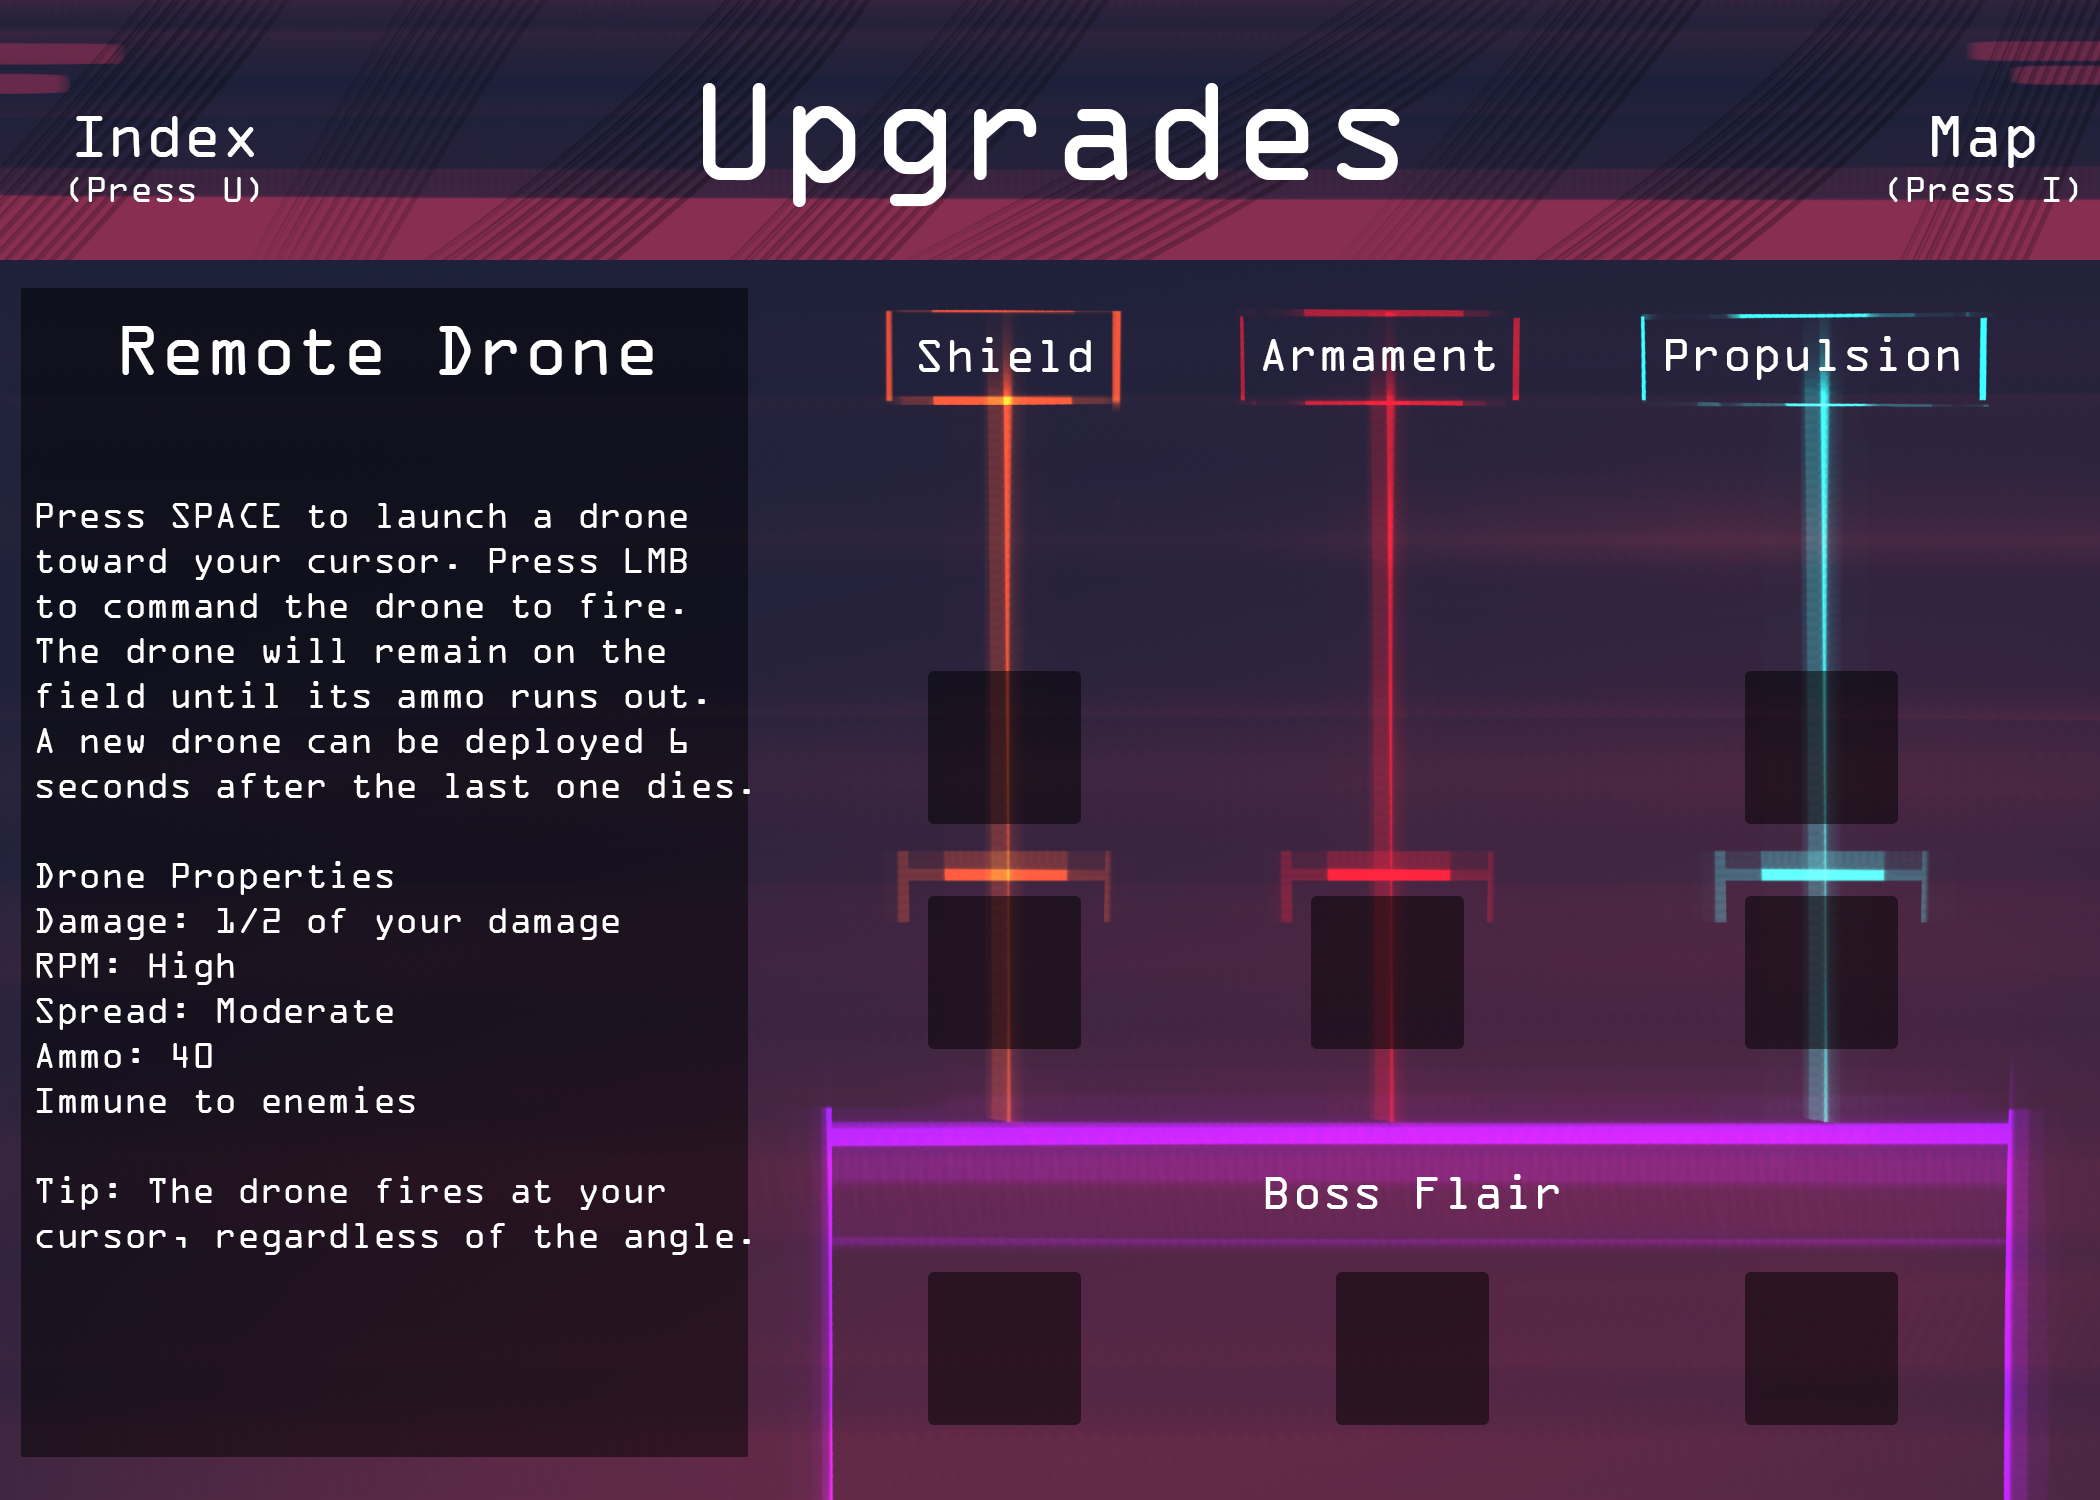 Upgrades
Index
(Press U)
Map
(Press I)
Remote Drone
Press SPACE to launch a drone
toward your cursor. Press LMB
to command the drone to fire.
The drone will remain on the
field until its ammo runs out.
A new drone can be deployed 6
seconds after the last one dies.
Drone Properties
Damage: 1/2 of your damage
RPM: High
Spread: Moderate
Ammo: 40
Immune to enemies
Tip: The drone fires at your
cursor, regardless of the angle.
Shield
Armament
Propulsion
Boss Flair